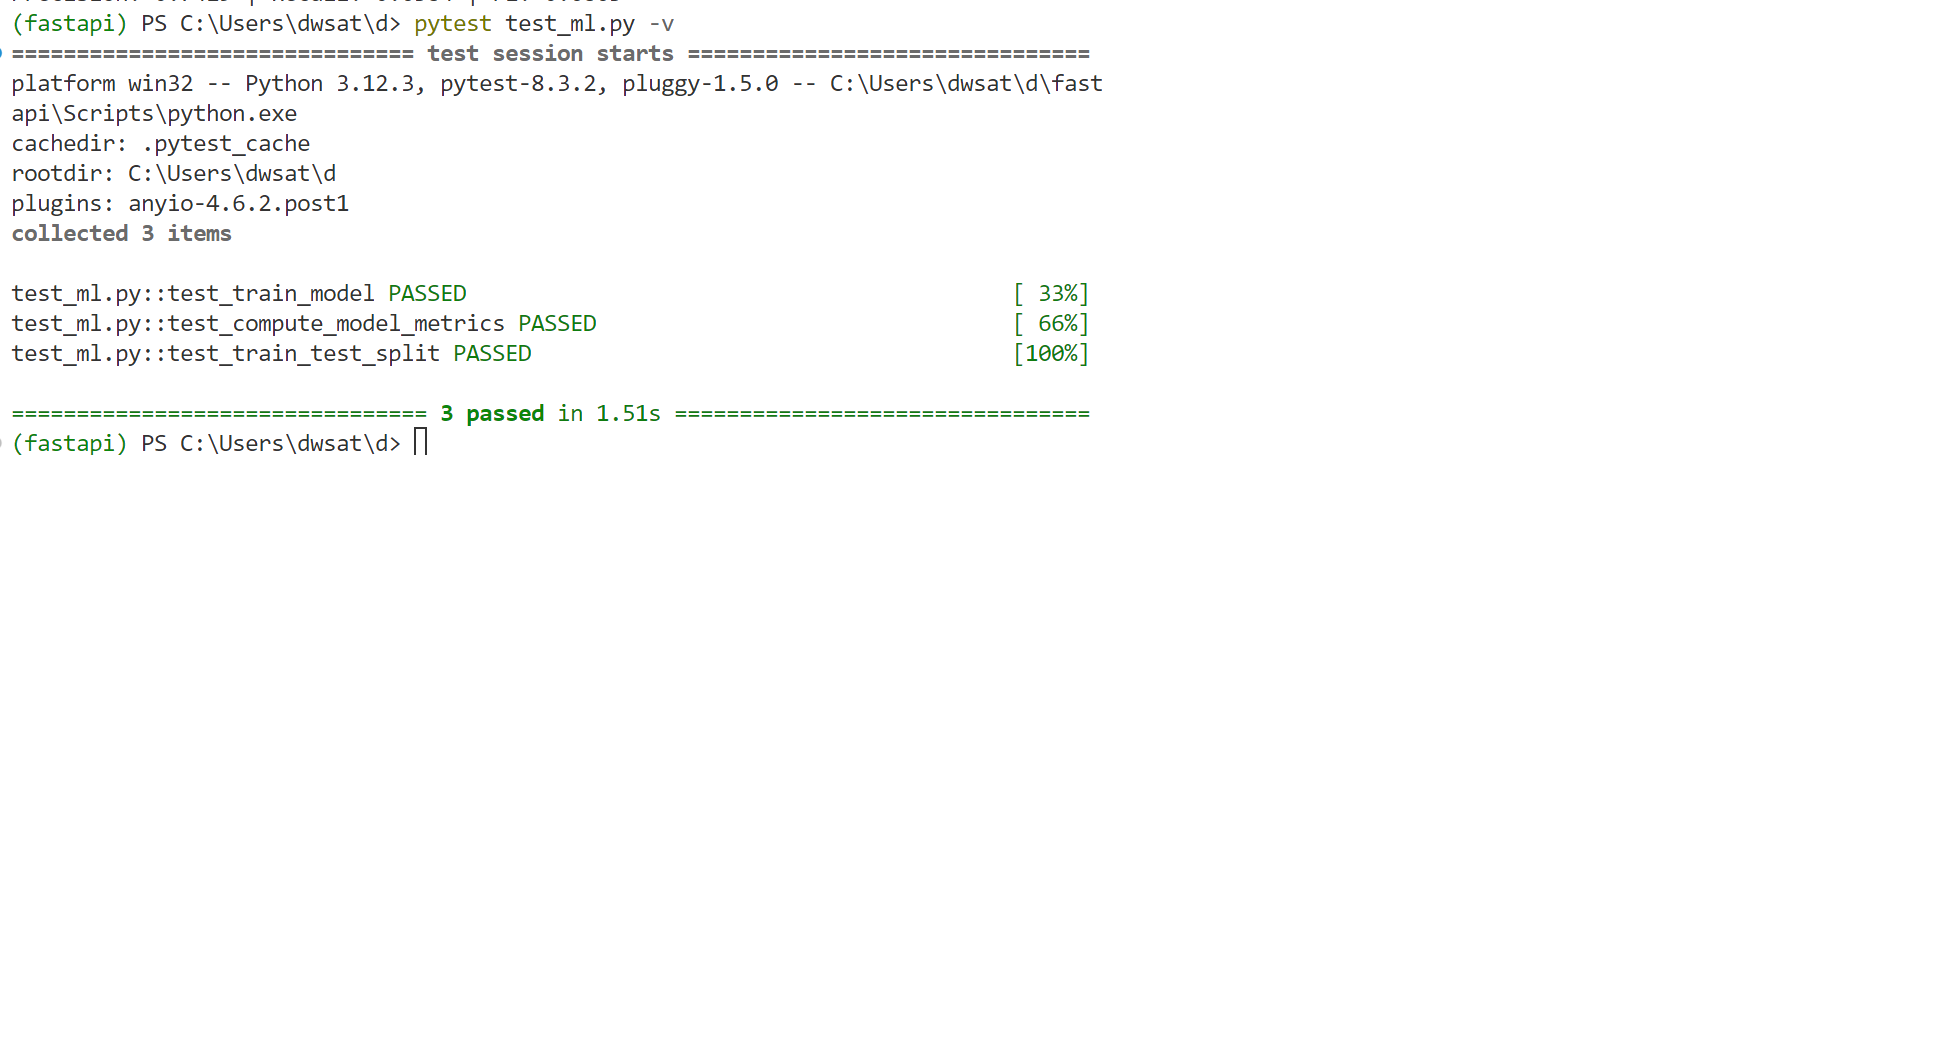 (fastapi) PS C:\Users\dwsat\d> pytest test_ml.py -v
============================== test session starts ===============================
platform win32 -- Python 3.12.3, pytest-8.3.2, pluggy-1.5.0 -- C:\Users\dwsat\d\fast
api\Scripts\python.exe
cachedir: .pytest_cache
rootdir: C:\Users\dwsat\d
plugins: anyio-4.6.2.post1
collected 3 items
test_ml.py::test_train_model PASSED [ 33%]
test_ml.py::test_compute_model_metrics PASSED [ 66%]
test_ml.py::test_train_test_split PASSED [100%]
================================ 3 passed in 1.51s ================================
(fastapi) PS C:\Users\dwsat\d>